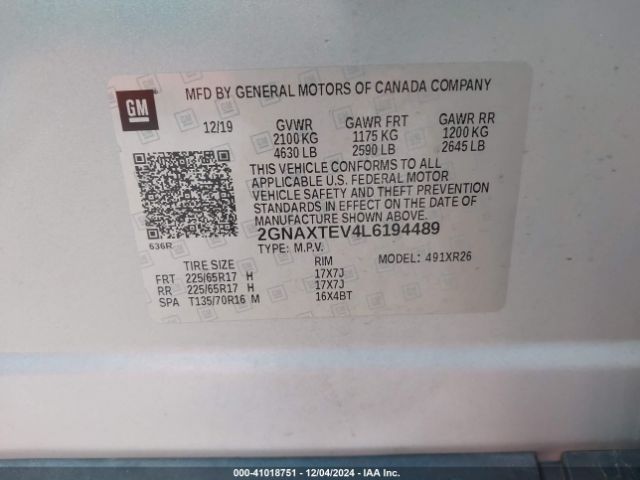 GM
MFD BY GENERAL MOTORS OF CANADA COMPANY
12/19 GVWR GAWR FRT GAWR RR
2100 KG 1175 KG 1200 KG
4630 LB 2590 LB 2645 LB
THIS VEHICLE CONFORMS TO ALL
APPLICABLE U.S. FEDERAL MOTOR
VEHICLE SAFETY AND THEFT PREVENTION
STANDARDS IN EFFECT ON THE DATE OF
MANUFACTURE SHOWN ABOVE.
2GNAXTEV4L6194489
636R
TYPE: M.P.V. MODEL: 491XR26
TIRE SIZE RIM
FRT 225/65R17 H 17X7J
RR 225/65R17 H 17X7J
SPA T135/70R16 M 16X4BT
000-41018751 - 12/04/2024 - IAA Inc.